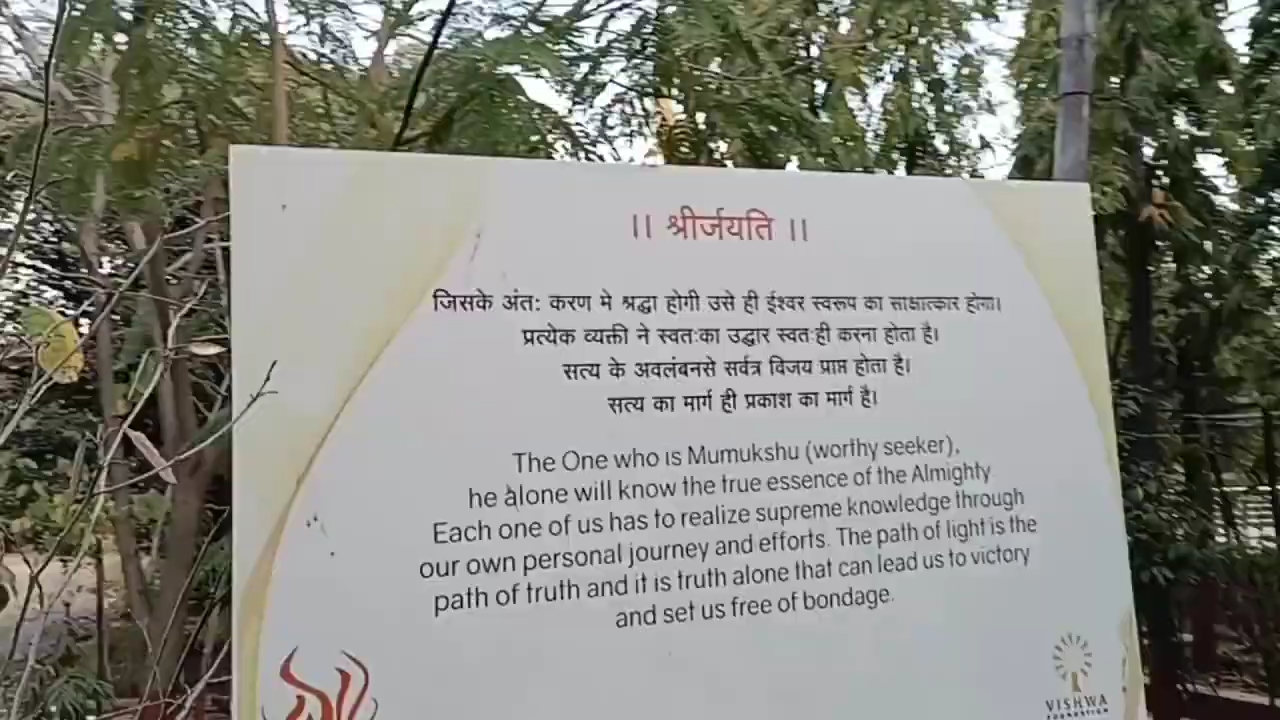 ।। श्रीर्जयति ।।
जिसके अंत: करण मे श्रद्धा होगी उसे ही ईश्वर स्वरूप का साक्षात्कार होगा।
प्रत्येक व्यक्ती ने स्वत:का उद्धार स्वत:ही करना होता है।
सत्य के अवलंबनसे सर्वत्र विजय प्राप्त होता है।
सत्य का मार्ग ही प्रकाश का मार्ग है।
The One who is Mumukshu (worthy seeker),
he alone will know the true essence of the Almighty
Each one of us has to realize supreme knowledge through
our own personal journey and efforts. The path of light is the
path of truth and it is truth alone that can lead us to victory
and set us free of bondage.
VISHWA
FOUNDATION